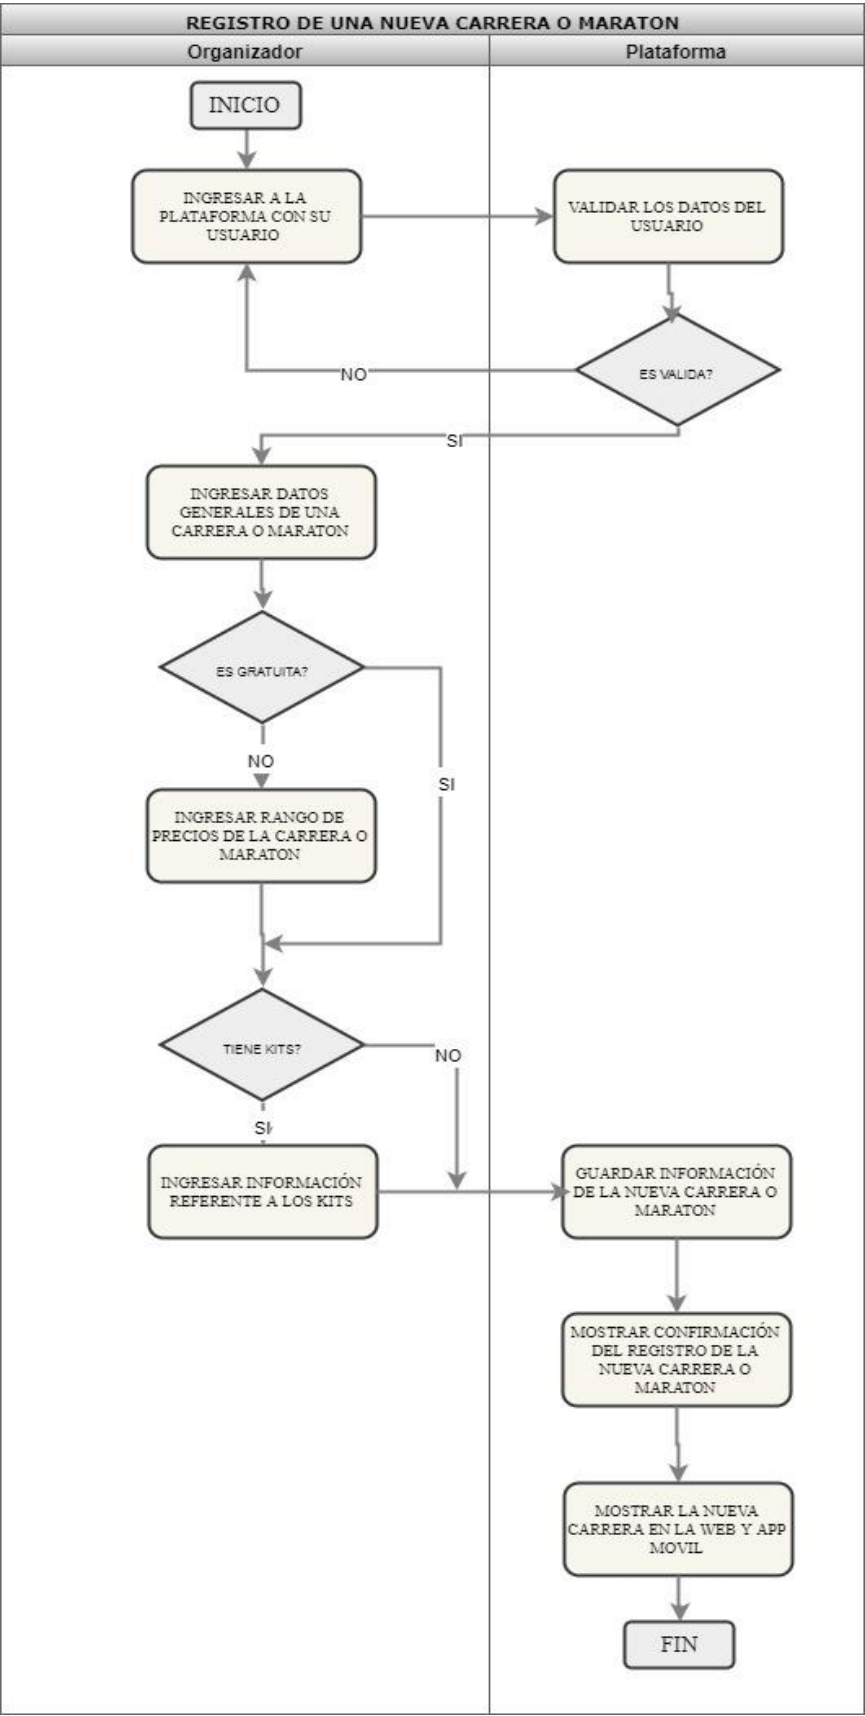 REGISTRO DE UNA NUEVA CARRERA O MARATON
Organizador
Plataforma
INICIO
INGRESAR A LA
PLATAFORMA CON SU
USUARIO
VALIDAR LOS DATOS DEL
USUARIO
ES VALIDA?
NO
SI
INGRESAR DATOS
GENERALES DE UNA
CARRERA O MARATON
ES GRATUITA?
NO
SI
INGRESAR RANGO DE
PRECIOS DE LA CARRERA O
MARATON
TIENE KITS?
NO
SI
INGRESAR INFORMACIÓN
REFERENTE A LOS KITS
GUARDAR INFORMACIÓN
DE LA NUEVA CARRERA O
MARATON
MOSTRAR CONFIRMACIÓN
DEL REGISTRO DE LA
NUEVA CARRERA O
MARATON
MOSTRAR LA NUEVA
CARRERA EN LA WEB Y APP
MOVIL
FIN